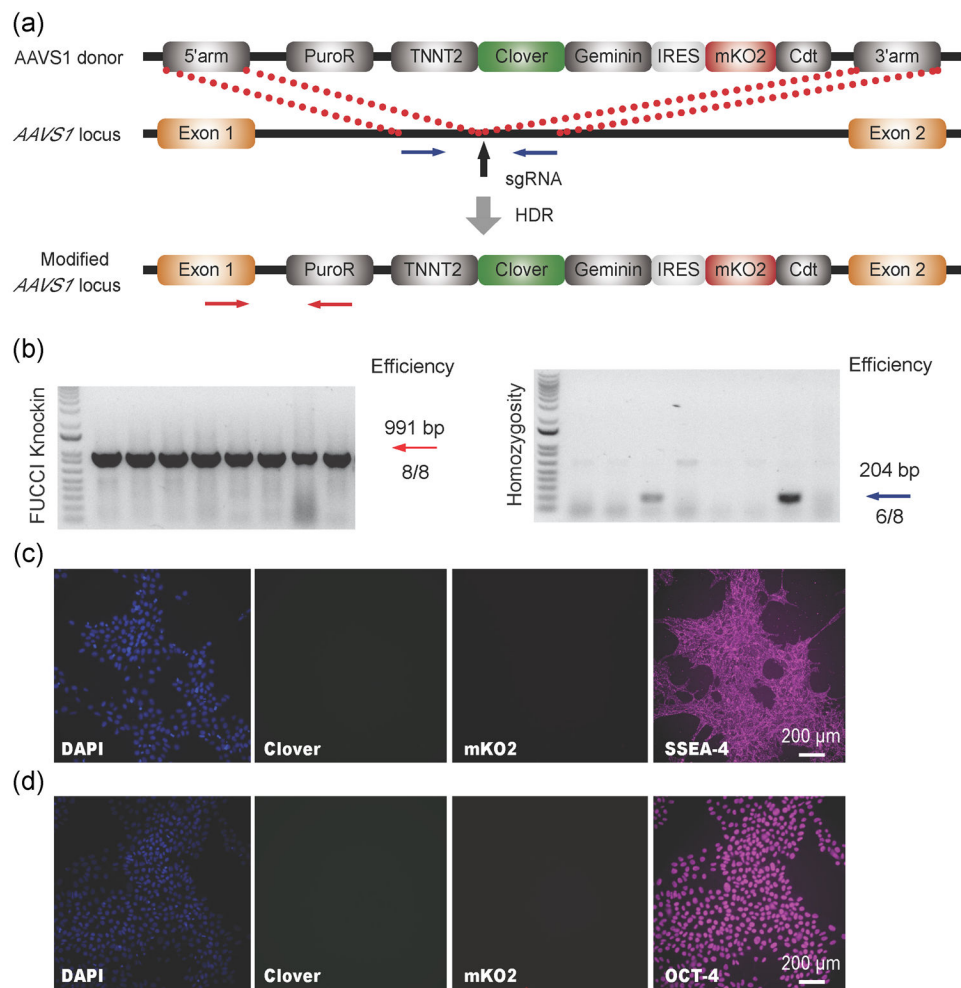 (a)
AAVS1 donor
5'arm PuroR TNNT2 Clover Geminin IRES mKO2 Cdt 3'arm
AAVS1 locus
Exon 1 Exon 2
sgRNA
HDR
Modified
AAVS1 locus
Exon 1 PuroR TNNT2 Clover Geminin IRES mKO2 Cdt Exon 2
(b)
FUCCI Knockin
Efficiency
991 bp
8/8
Homozygosity
Efficiency
204 bp
6/8
(c)
DAPI Clover mKO2 SSEA-4
200 µm
(d)
DAPI Clover mKO2 OCT-4
200 µm